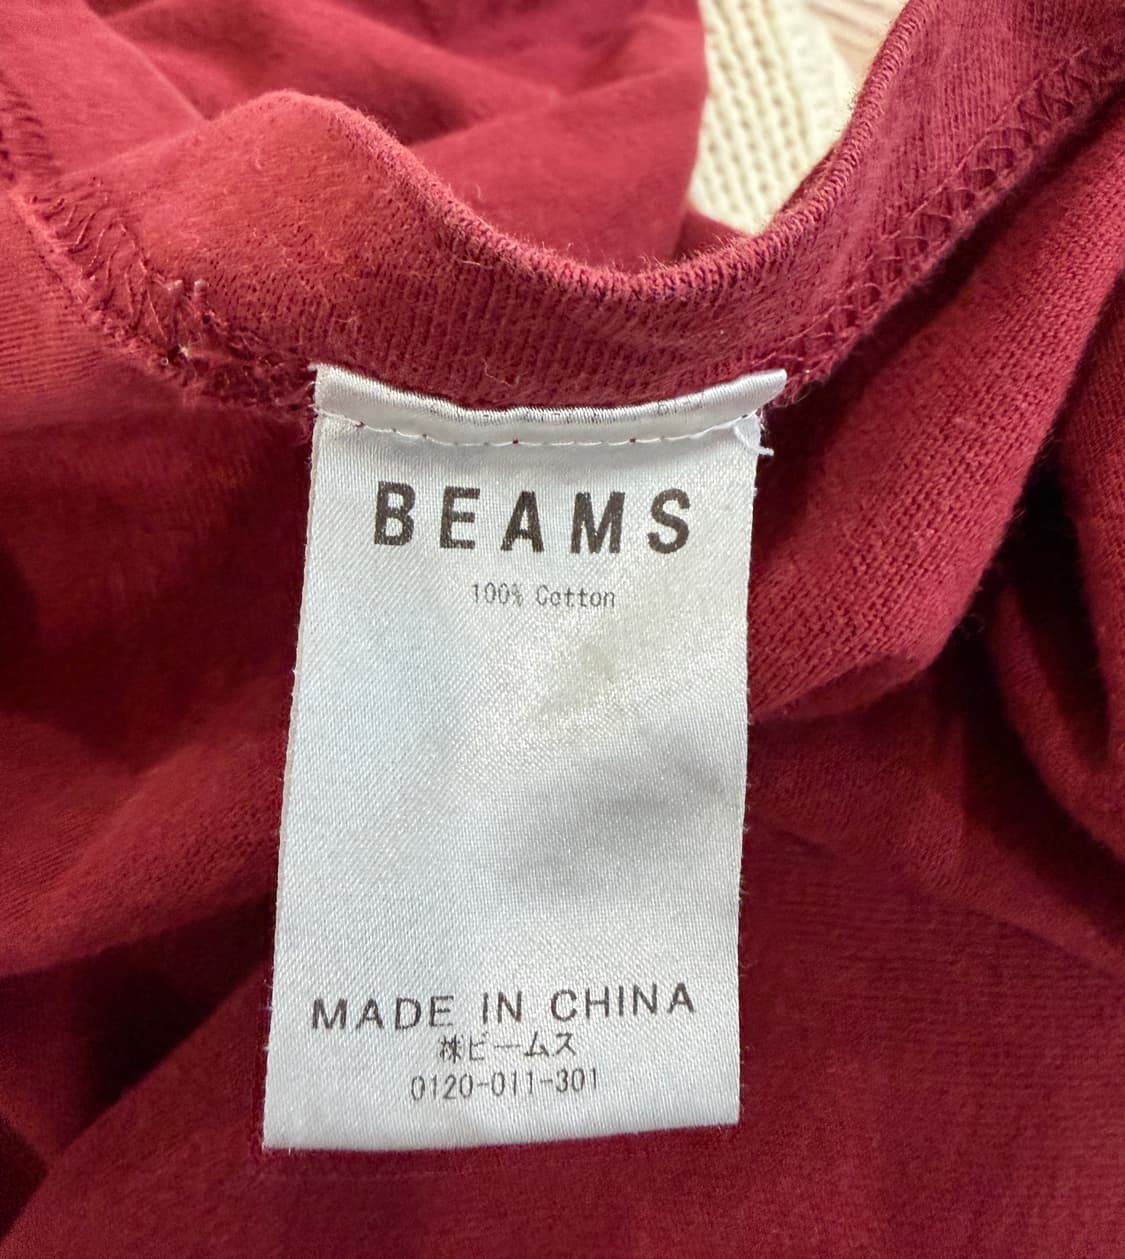 BEAMS
100% Cotton
MADE IN CHINA
㈱ビームス
0120-011-301